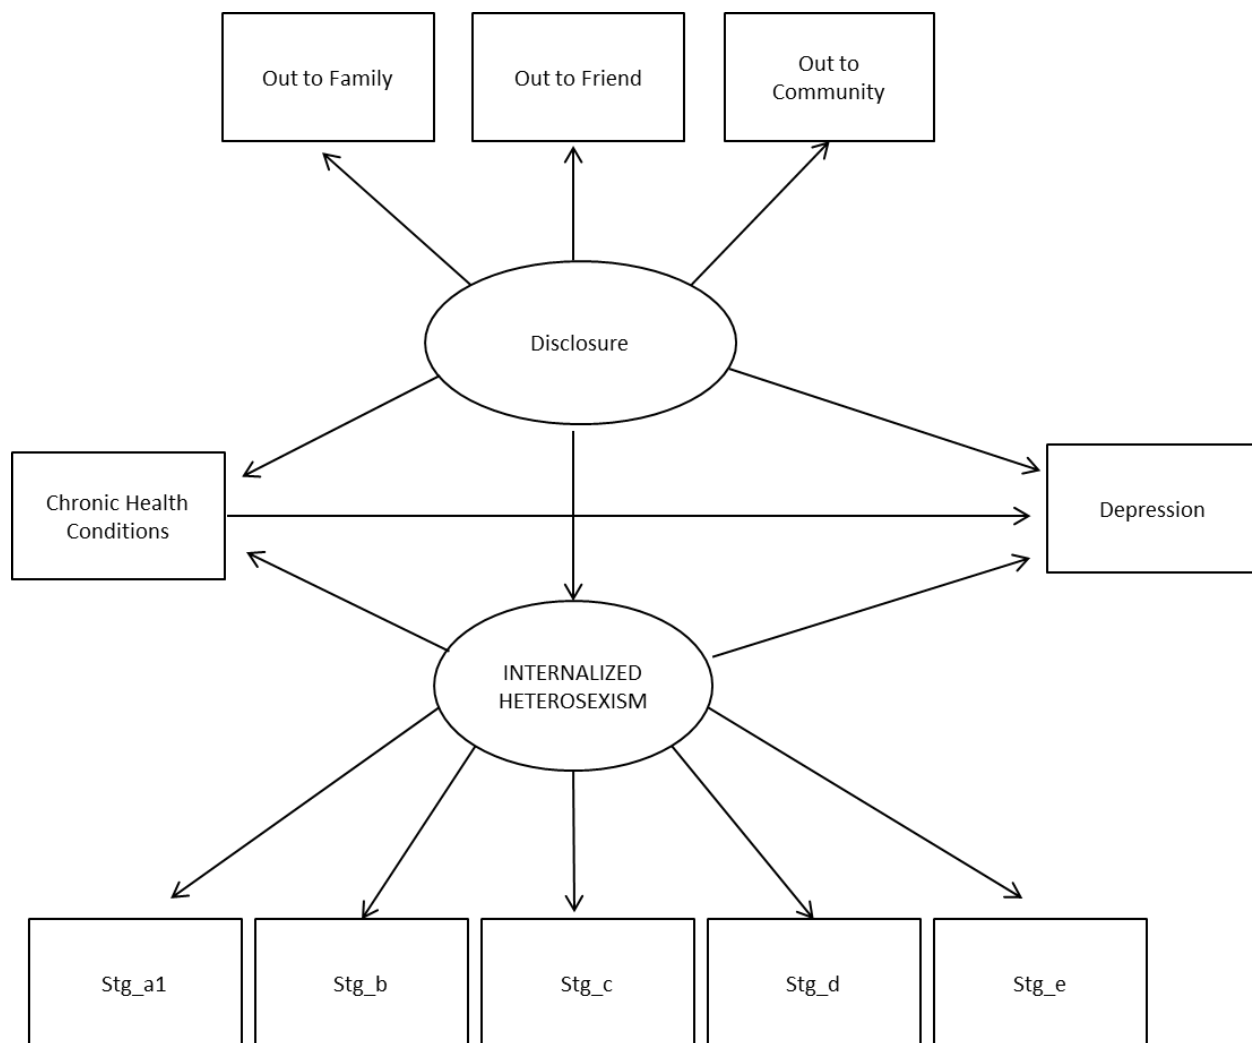 Out to Family
Out to Friend
Out to
Community
Disclosure
Chronic Health
Conditions
Depression
INTERNALIZED
HETEROSEXISM
Stg_a1
Stg_b
Stg_c
Stg_d
Stg_e